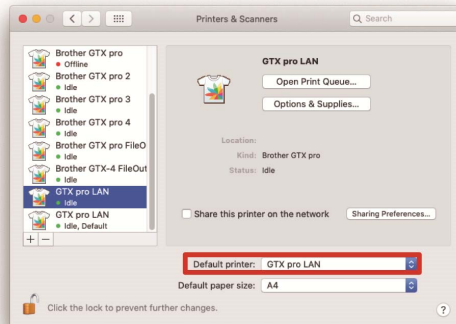 Printers & Scanners
Search
Brother GTX pro
Offline
Brother GTX pro 2
Idle
Brother GTX pro 3
Idle
Brother GTX pro 4
Idle
Brother GTX pro FileO
Idle
Brother GTX-4 FileOut
Idle
GTX pro LAN
Idle
GTX pro LAN
Idle, Default
+ −
GTX pro LAN
Open Print Queue...
Options & Supplies...
Location:
Kind: Brother GTX pro
Status: Idle
Share this printer on the network
Sharing Preferences...
Default printer: GTX pro LAN
Default paper size: A4
Click the lock to prevent further changes.
?